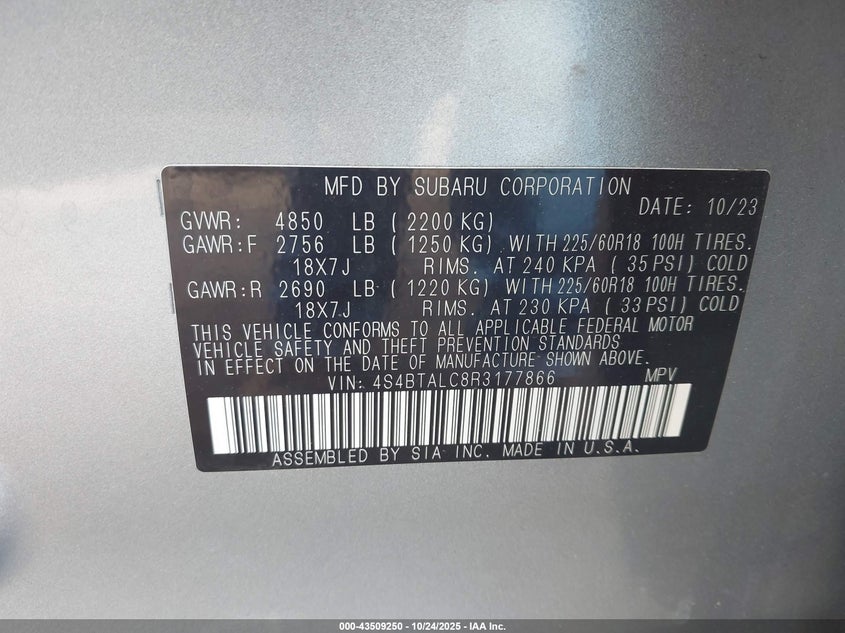 MFD BY SUBARU CORPORATION
DATE: 10/23
GVWR: 4850 LB ( 2200 KG)
GAWR:F 2756 LB ( 1250 KG) WITH 225/60R18 100H TIRES.
18X7J RIMS. AT 240 KPA ( 35 PSI) COLD
GAWR:R 2690 LB ( 1220 KG) WITH 225/60R18 100H TIRES.
18X7J RIMS. AT 230 KPA ( 33 PSI) COLD
THIS VEHICLE CONFORMS TO ALL APPLICABLE FEDERAL MOTOR
VEHICLE SAFETY AND THEFT PREVENTION STANDARDS
IN EFFECT ON THE DATE OF MANUFACTURE SHOWN ABOVE.
VIN: 4S4BTALC8R3177866 MPV
ASSEMBLED BY SIA INC. MADE IN U.S.A.
000-43509250 - 10/24/2025 - IAA Inc.